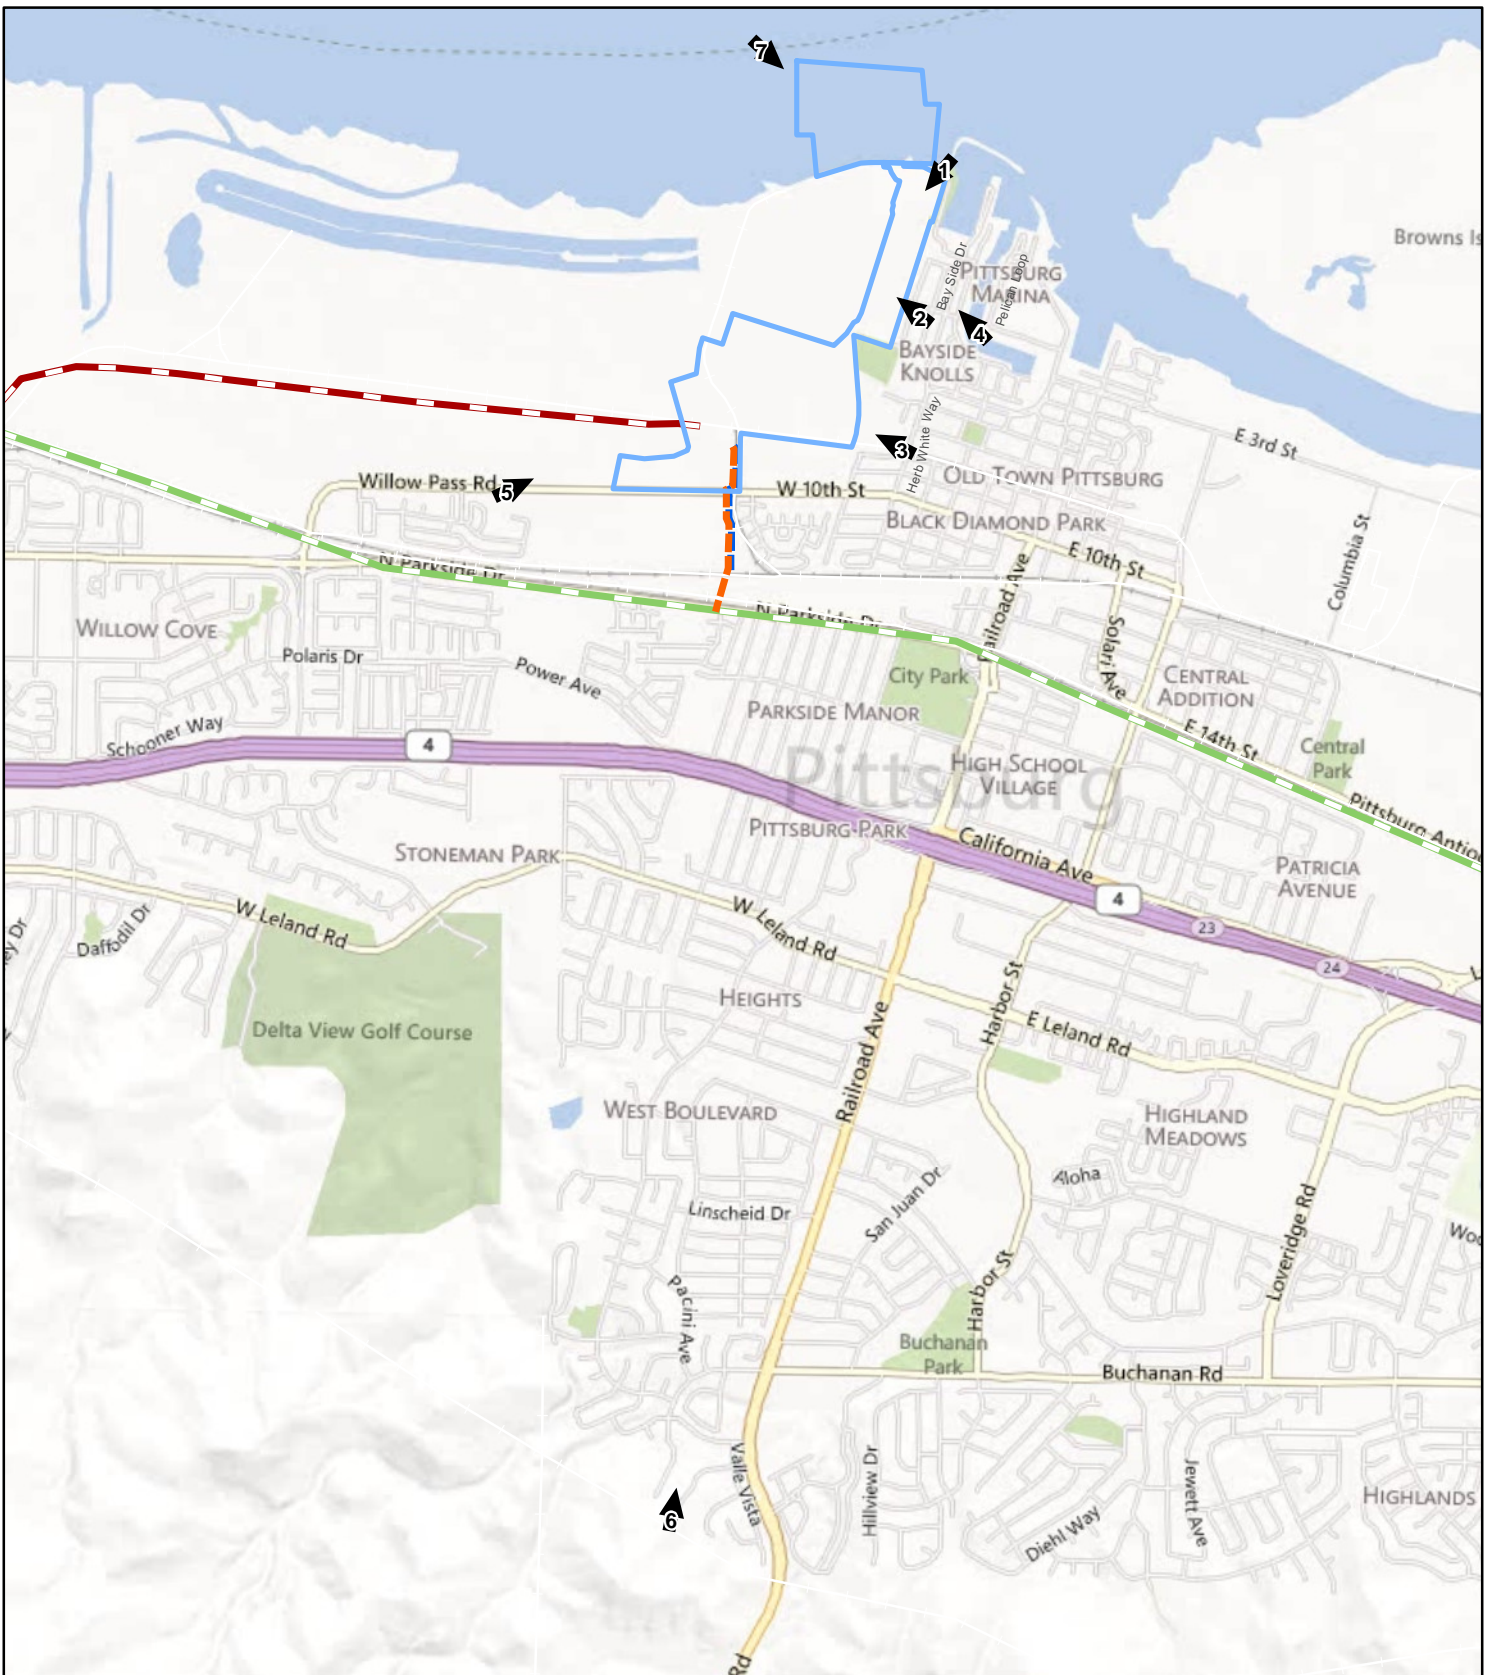 7
1
Browns Is
Bay Side Dr
PITTSBURG
MARINA
Pelican Loop
2
4
BAYSIDE
KNOLLS
Herb White Way
3
E 3rd St
OLD TOWN PITTSBURG
Willow Pass Rd
5
W 10th St
BLACK DIAMOND PARK
E 10th St
Columbia St
N Parkside Dr
N Parkside Dr
Railroad Ave
Solari Ave
WILLOW COVE
Polaris Dr
Power Ave
City Park
CENTRAL
ADDITION
PARKSIDE MANOR
Schooner Way
4
E 14th St
Central
Park
HIGH SCHOOL
VILLAGE
Pittsburg
Pittsburg Antio
PITTSBURG PARK
California Ave
STONEMAN PARK
PATRICIA
AVENUE
4
23
24
W Leland Rd
W Leland Rd
Daffodil Dr
ey Dr
HEIGHTS
Harbor St
E Leland Rd
Delta View Golf Course
Railroad Ave
WEST BOULEVARD
HIGHLAND
MEADOWS
Aloha
San Juan Dr
Linscheid Dr
Loveridge Rd
Woo
Pacini Ave
Harbor St
Buchanan
Park
Buchanan Rd
Valle Vista
Hillview Dr
Jewett Ave
HIGHLANDS
6
Diehl Way
Rd